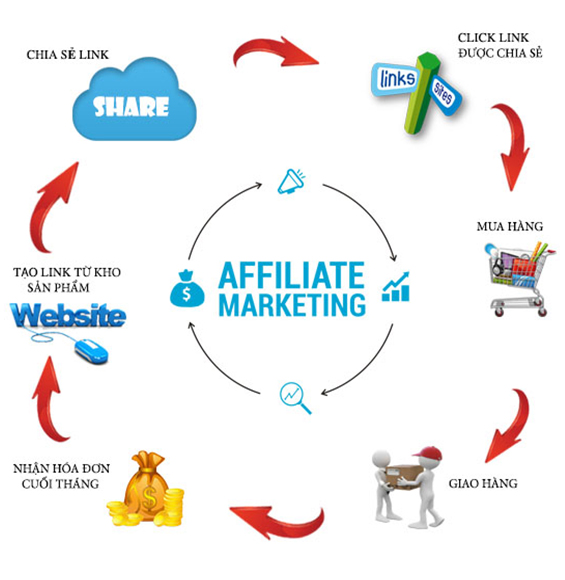 CHIA SẺ LINK
SHARE
CLICK LINK
ĐƯỢC CHIA SẺ
links
sites
MUA HÀNG
TẠO LINK TỪ KHO
SẢN PHẨM
Website
AFFILIATE
MARKETING
NHẬN HÓA ĐƠN
CUỐI THÁNG
GIAO HÀNG